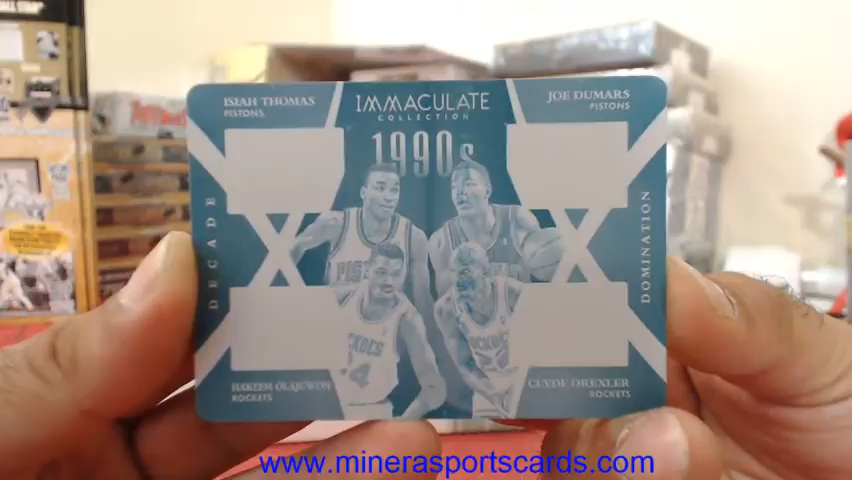 ISIAH THOMAS
PISTONS
IMMACULATE
COLLECTION
JOE DUMARS
PISTONS
1990s
DECADE
DOMINATION
HAKEEM OLAJUWON
ROCKETS
CLYDE DREXLER
ROCKETS
www.minerasportscards.com